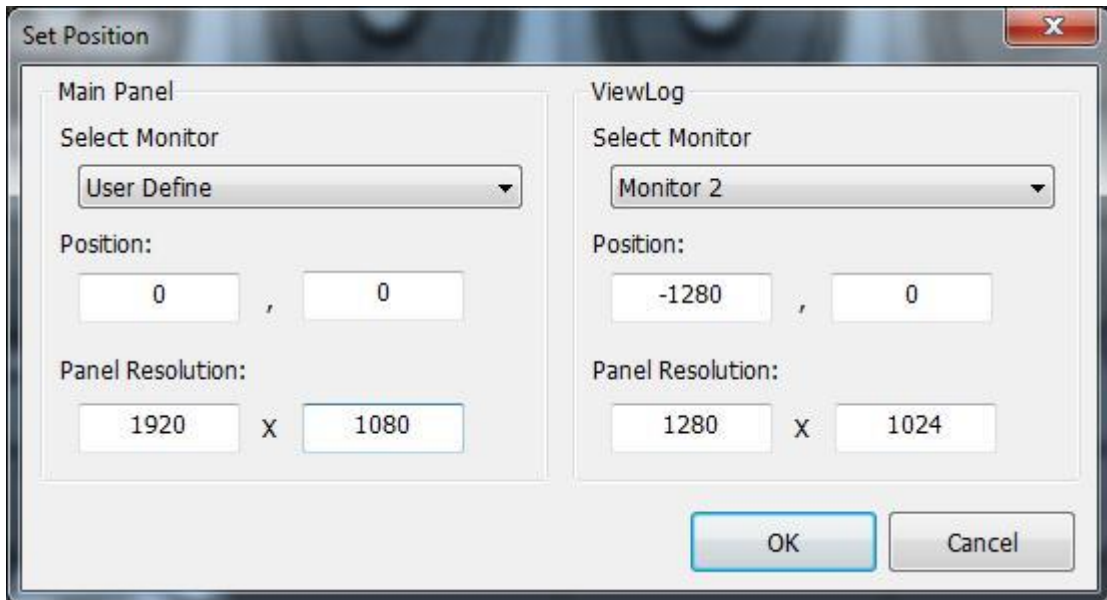 Set Position
Main Panel
Select Monitor
User Define
Position:
0 , 0
Panel Resolution:
1920 X 1080
ViewLog
Select Monitor
Monitor 2
Position:
-1280 , 0
Panel Resolution:
1280 X 1024
OK Cancel